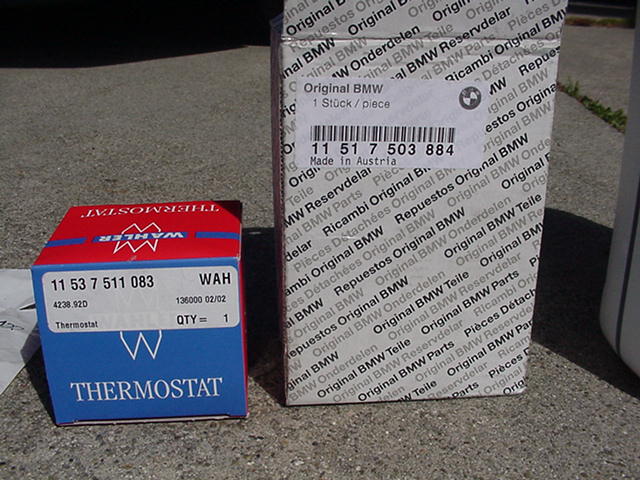 THERMOSTAT
WAHLER
11 53 7 511 083 WAH
4238.92D 136000 02/02
Thermostat QTY = 1
THERMOSTAT
Original BMW
1 Stück / piece
11 51 7 503 884
Made in Austria
Original BMW Teile
Original BMW Parts
Pièces Détachées Original BMW
Ricambi Original BMW
Repuestos Original BMW
Original BMW Onderdelen
Original BMW Reservdelar